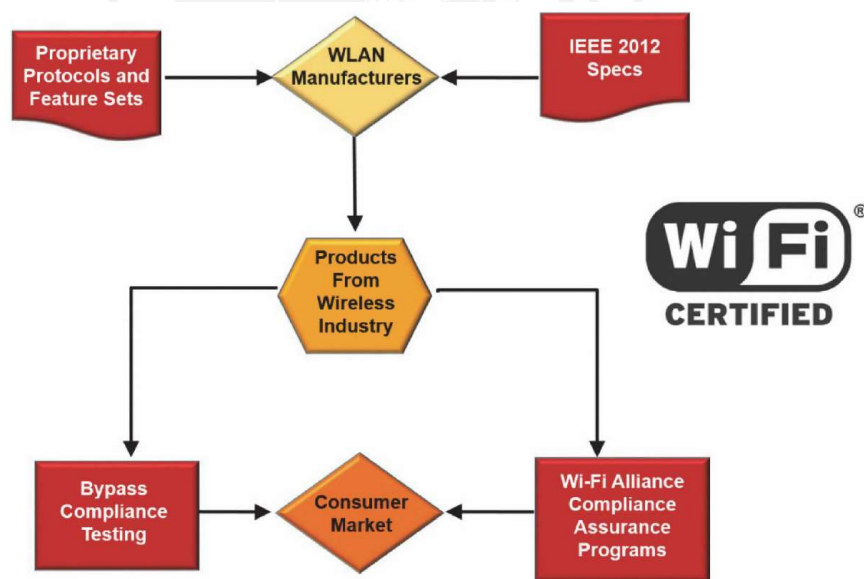 Proprietary
Protocols and
Feature Sets
WLAN
Manufacturers
IEEE 2012
Specs
Products
From
Wireless
Industry
Wi Fi ®
CERTIFIED
Bypass
Compliance
Testing
Consumer
Market
Wi-Fi Alliance
Compliance
Assurance
Programs